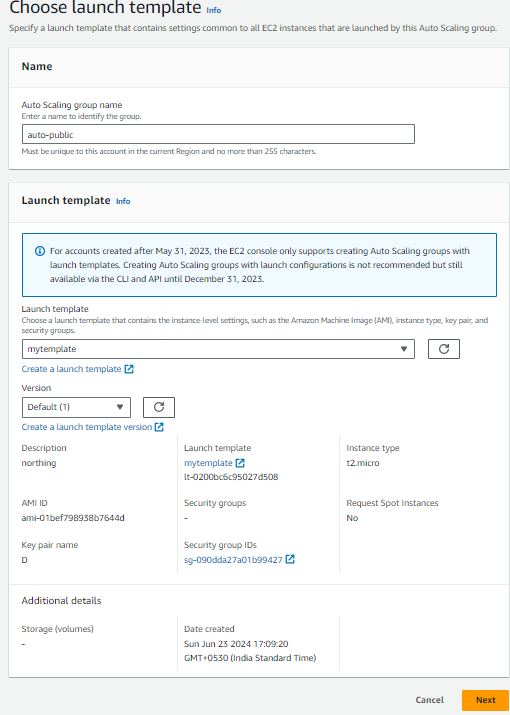 Choose launch template Info
Specify a launch template that contains settings common to all EC2 instances that are launched by this Auto Scaling group.
Name
Auto Scaling group name
Enter a name to identify the group.
auto-public
Must be unique to this account in the current Region and no more than 255 characters.
Launch template Info
For accounts created after May 31, 2023, the EC2 console only supports creating Auto Scaling groups with
launch templates. Creating Auto Scaling groups with launch configurations is not recommended but still
available via the CLI and API until December 31, 2023.
Launch template
Choose a launch template that contains the instance-level settings, such as the Amazon Machine Image (AMI), instance type, key pair, and
security groups.
mytemplate
Create a launch template
Version
Default (1)
Create a launch template version
Description
northing
Launch template
mytemplate
lt-0200bc6c95027d508
Instance type
t2.micro
AMI ID
ami-01bef798938b7644d
Security groups
-
Request Spot Instances
No
Key pair name
D
Security group IDs
sg-090dda27a01b99427
Additional details
Storage (volumes)
-
Date created
Sun Jun 23 2024 17:09:20
GMT+0530 (India Standard Time)
Cancel
Next